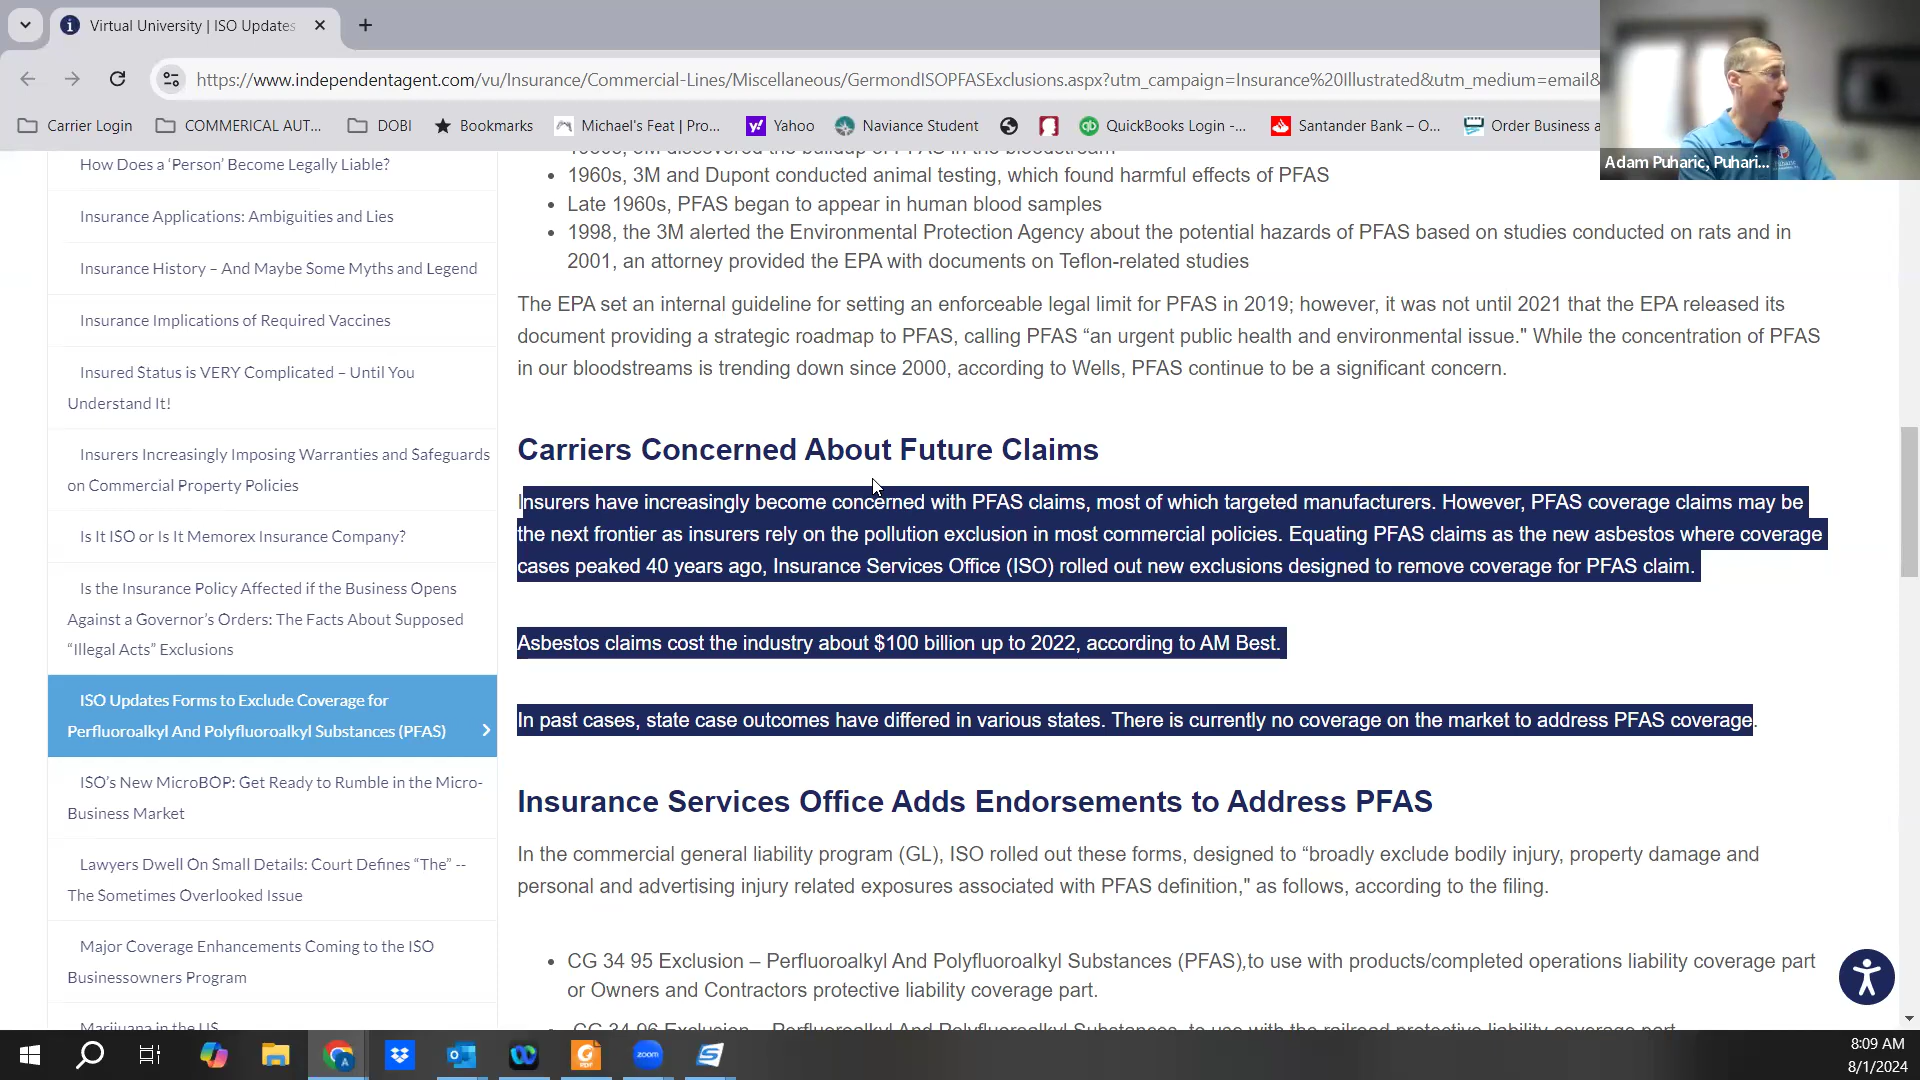 Virtual University | ISO Updates
https://www.independentagent.com/vu/Insurance/Commercial-Lines/Miscellaneous/GermondISOPFASExclusions.aspx?utm_campaign=Insurance%20Illustrated&utm_medium=email&
Carrier Login
COMMERICAL AUT...
DOBI
Bookmarks
Michael's Feat | Pro...
Yahoo
Naviance Student
QuickBooks Login -...
Santander Bank – O...
Order Business a
Adam Puharic, Puhari...
How Does a ‘Person’ Become Legally Liable?
Insurance Applications: Ambiguities and Lies
Insurance History – And Maybe Some Myths and Legend
Insurance Implications of Required Vaccines
Insured Status is VERY Complicated – Until You
Understand It!
Insurers Increasingly Imposing Warranties and Safeguards
on Commercial Property Policies
Is It ISO or Is It Memorex Insurance Company?
Is the Insurance Policy Affected if the Business Opens
Against a Governor’s Orders: The Facts About Supposed
“Illegal Acts” Exclusions
ISO Updates Forms to Exclude Coverage for
Perfluoroalkyl And Polyfluoroalkyl Substances (PFAS)
ISO’s New MicroBOP: Get Ready to Rumble in the Micro-
Business Market
Lawyers Dwell On Small Details: Court Defines “The” --
The Sometimes Overlooked Issue
Major Coverage Enhancements Coming to the ISO
Businessowners Program
Marijuana in the US
1960s, 3M and Dupont conducted animal testing, which found harmful effects of PFAS
Late 1960s, PFAS began to appear in human blood samples
1998, the 3M alerted the Environmental Protection Agency about the potential hazards of PFAS based on studies conducted on rats and in
2001, an attorney provided the EPA with documents on Teflon-related studies
The EPA set an internal guideline for setting an enforceable legal limit for PFAS in 2019; however, it was not until 2021 that the EPA released its
document providing a strategic roadmap to PFAS, calling PFAS “an urgent public health and environmental issue." While the concentration of PFAS
in our bloodstreams is trending down since 2000, according to Wells, PFAS continue to be a significant concern.
Carriers Concerned About Future Claims
Insurers have increasingly become concerned with PFAS claims, most of which targeted manufacturers. However, PFAS coverage claims may be
the next frontier as insurers rely on the pollution exclusion in most commercial policies. Equating PFAS claims as the new asbestos where coverage
cases peaked 40 years ago, Insurance Services Office (ISO) rolled out new exclusions designed to remove coverage for PFAS claim.
Asbestos claims cost the industry about $100 billion up to 2022, according to AM Best.
In past cases, state case outcomes have differed in various states. There is currently no coverage on the market to address PFAS coverage.
Insurance Services Office Adds Endorsements to Address PFAS
In the commercial general liability program (GL), ISO rolled out these forms, designed to “broadly exclude bodily injury, property damage and
personal and advertising injury related exposures associated with PFAS definition," as follows, according to the filing.
CG 34 95 Exclusion – Perfluoroalkyl And Polyfluoroalkyl Substances (PFAS),to use with products/completed operations liability coverage part
or Owners and Contractors protective liability coverage part.
CG 34 96 Exclusion – Perfluoroalkyl And Polyfluoroalkyl Substances, to use with the railroad protective liability coverage part
zoom
8:09 AM
8/1/2024